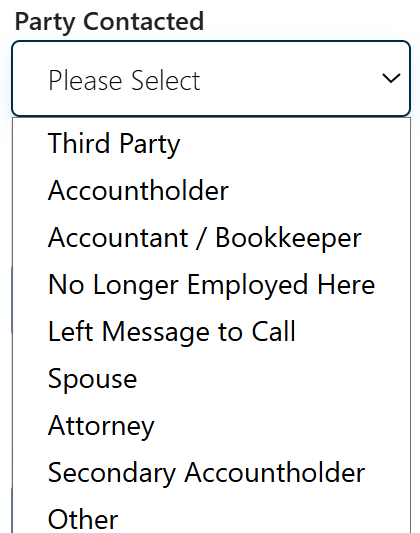 Party Contacted
Please Select
Third Party
Accountholder
Accountant / Bookkeeper
No Longer Employed Here
Left Message to Call
Spouse
Attorney
Secondary Accountholder
Other